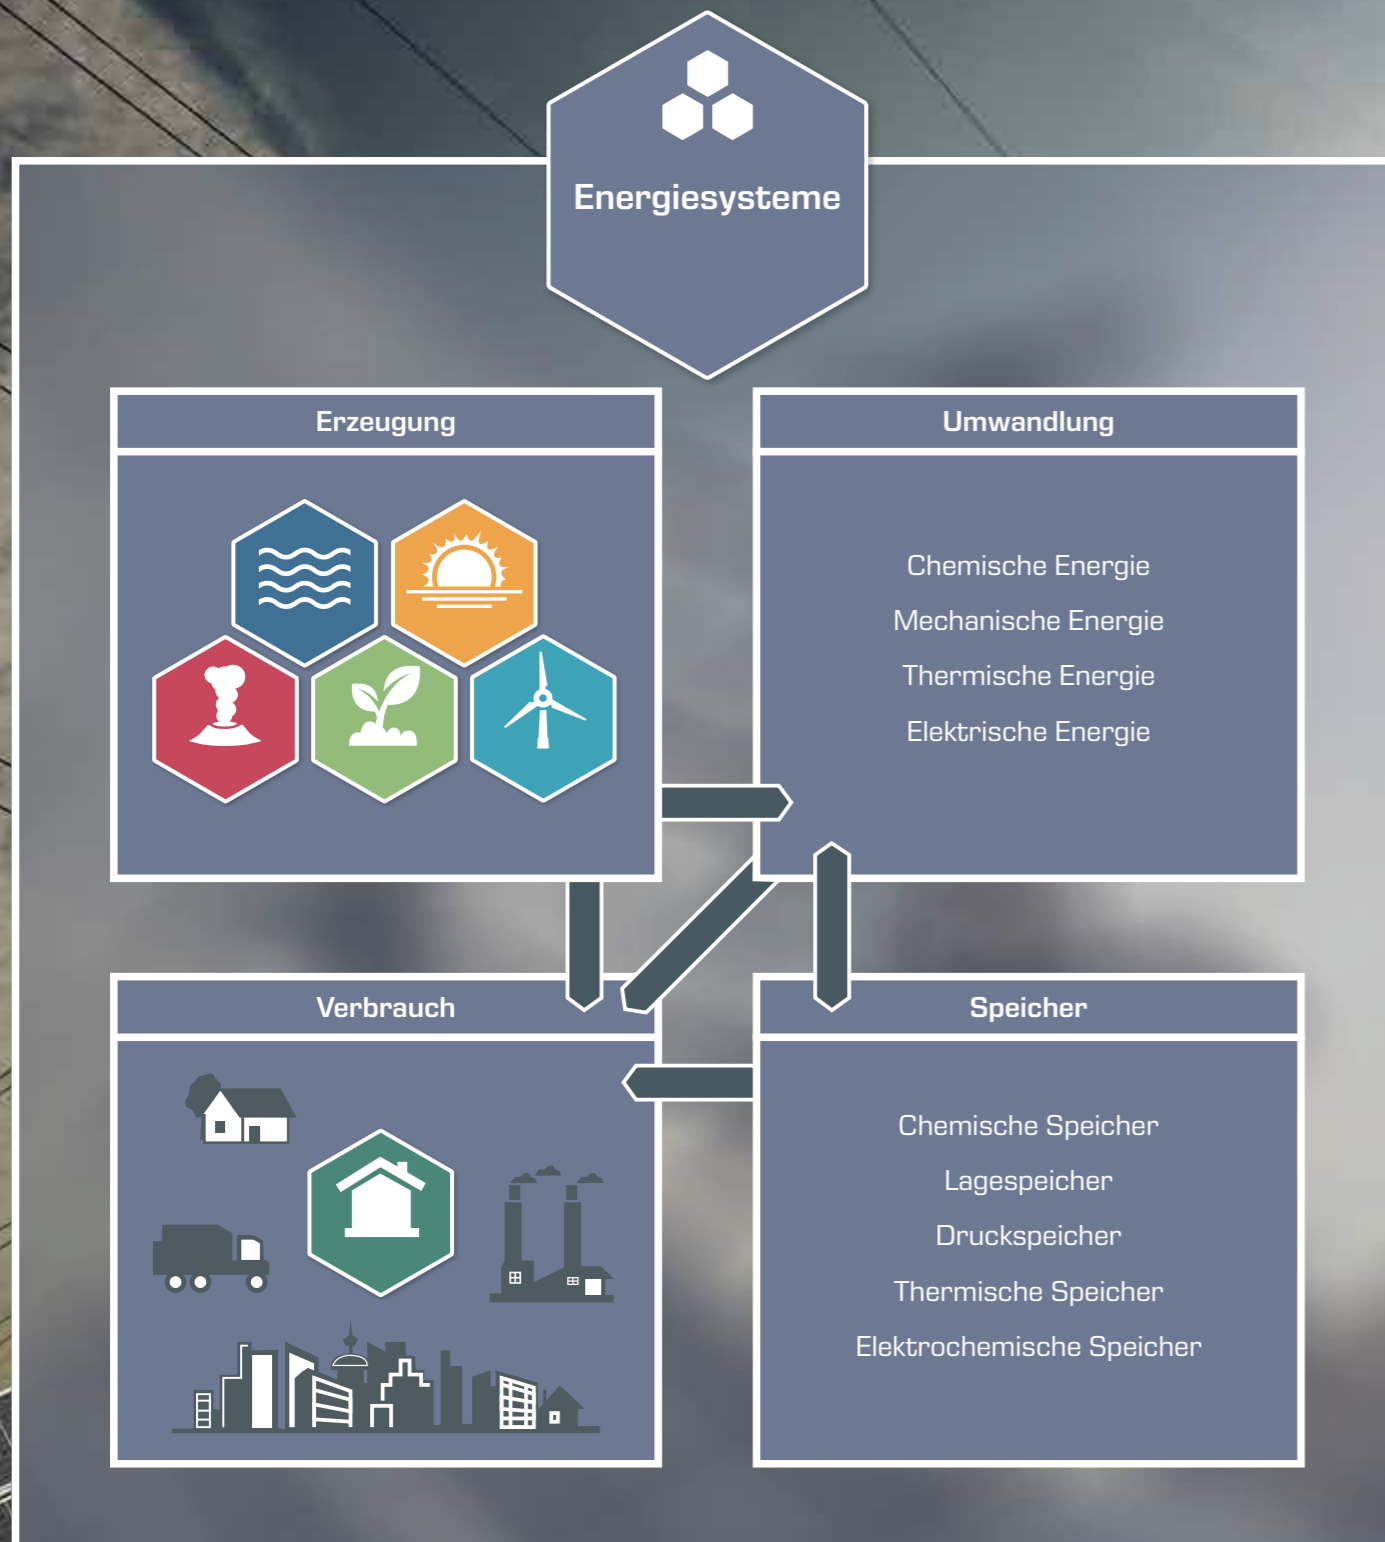 Energiesysteme
Erzeugung
Umwandlung
Chemische Energie
Mechanische Energie
Thermische Energie
Elektrische Energie
Verbrauch
Speicher
Chemische Speicher
Lagespeicher
Druckspeicher
Thermische Speicher
Elektrochemische Speicher